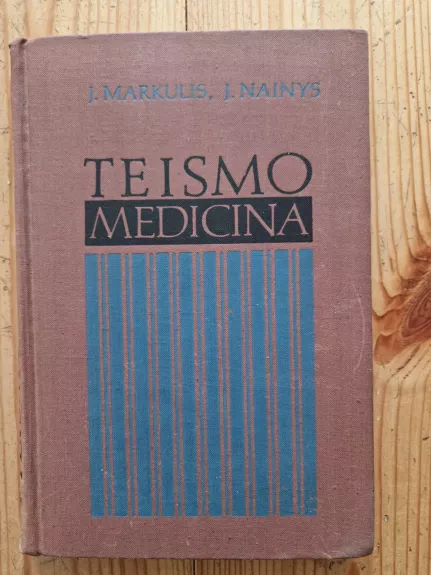 J. MARKULIS, J. NAINYS
TEISMO
MEDICINA